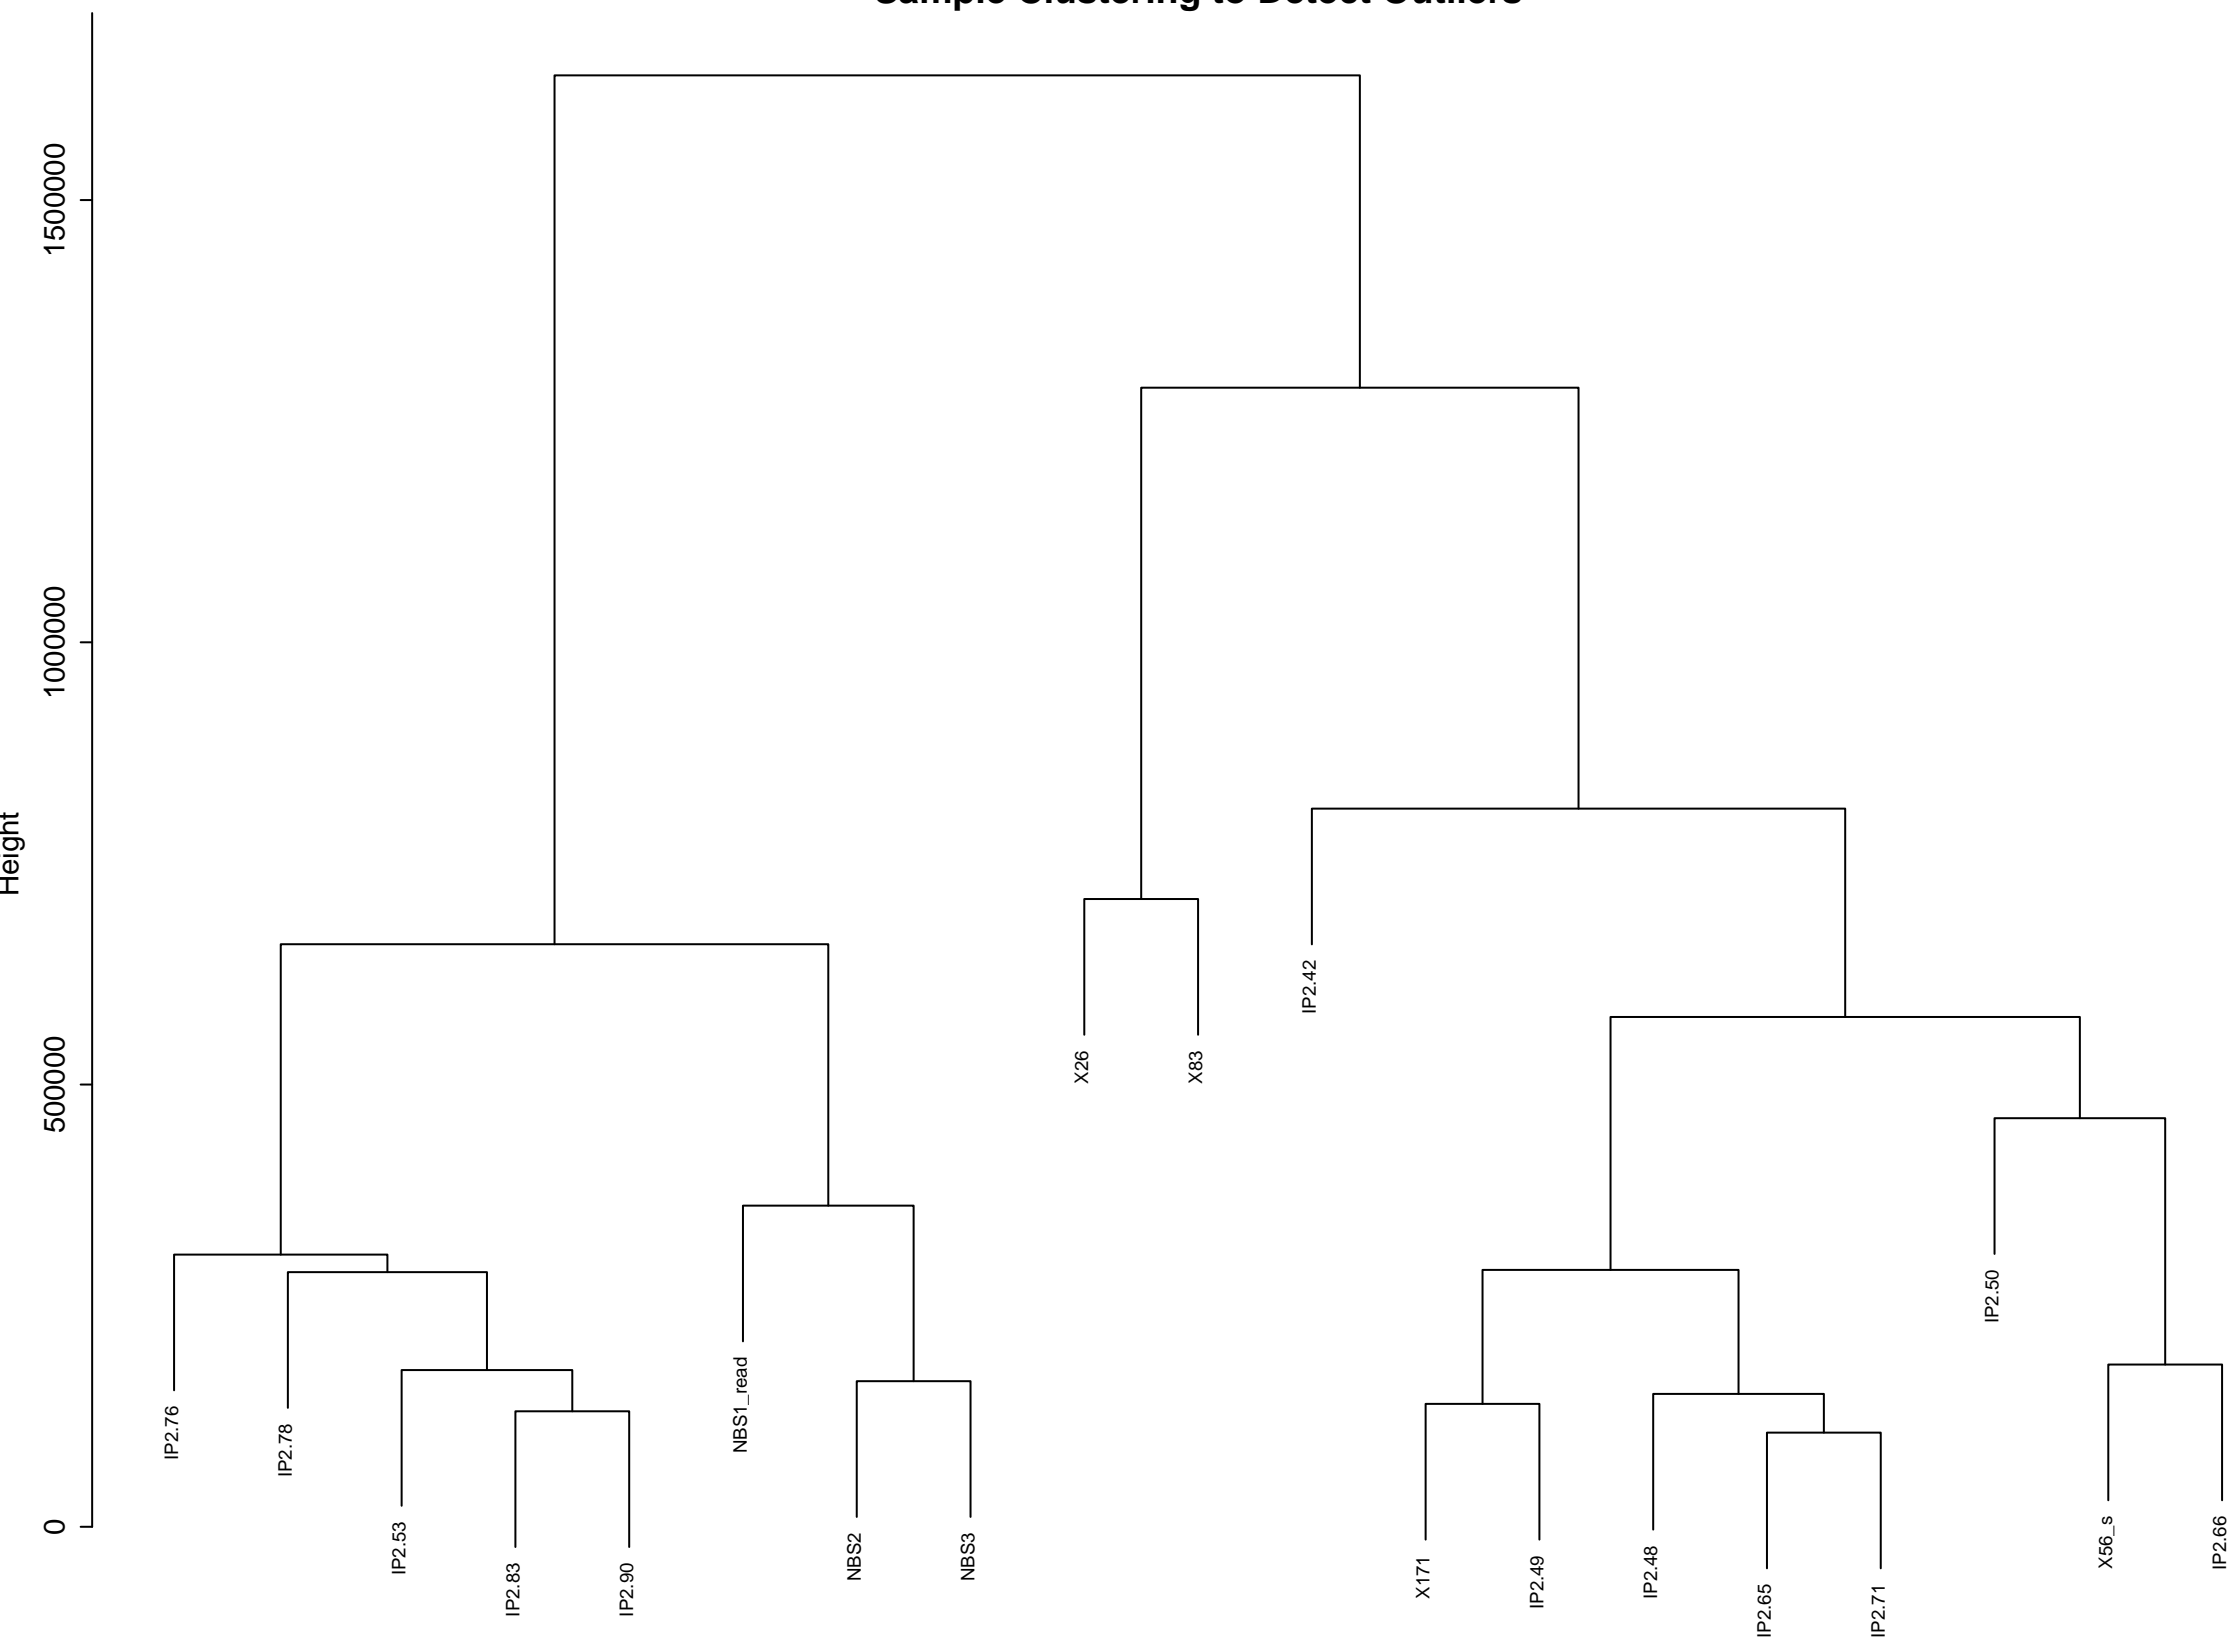 Sample Clustering to Detect Outliers
Height
1500000
1000000
500000
0
IP2.76
IP2.78
IP2.53
IP2.83
IP2.90
NBS1_read
NBS2
NBS3
X26
X83
IP2.42
X171
IP2.49
IP2.48
IP2.65
IP2.71
IP2.50
X56_s
IP2.66